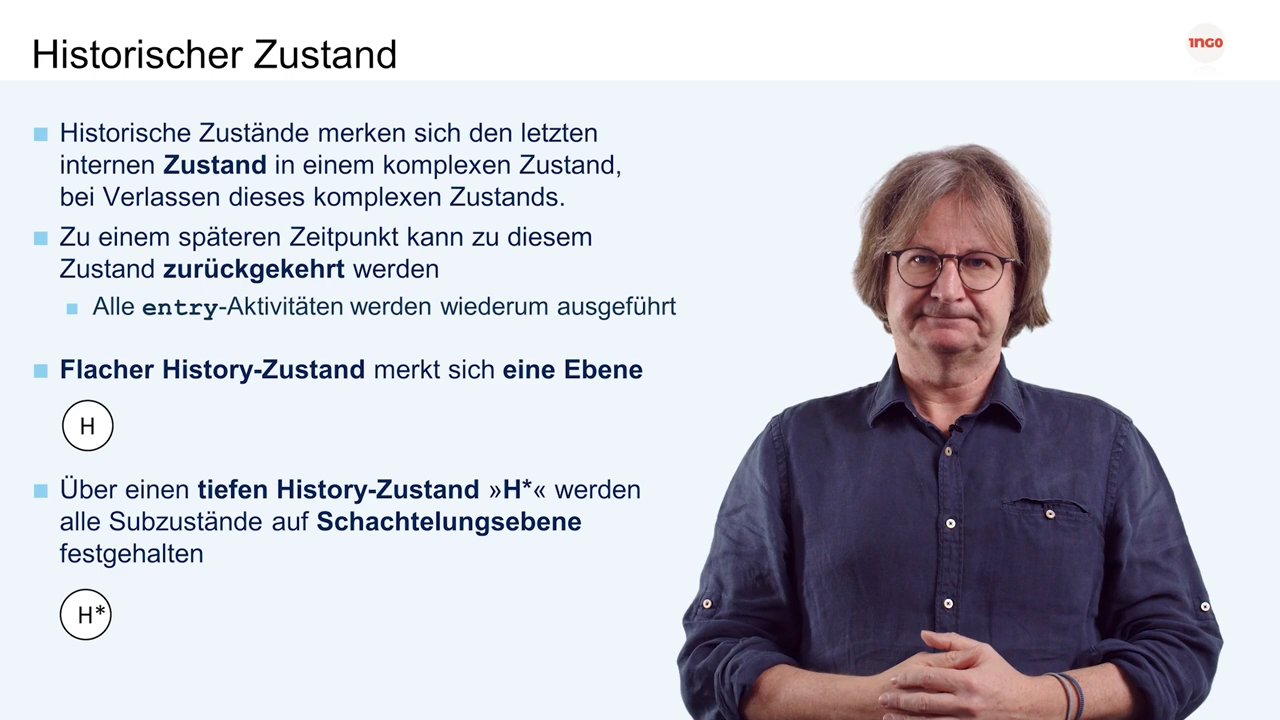 Historischer Zustand
1NGO
Historische Zustände merken sich den letzten
internen Zustand in einem komplexen Zustand,
bei Verlassen dieses komplexen Zustands.
Zu einem späteren Zeitpunkt kann zu diesem
Zustand zurückgekehrt werden
Alle entry-Aktivitäten werden wiederum ausgeführt
Flacher History-Zustand merkt sich eine Ebene
H
Über einen tiefen History-Zustand »H*« werden
alle Subzustände auf Schachtelungsebene
festgehalten
H*